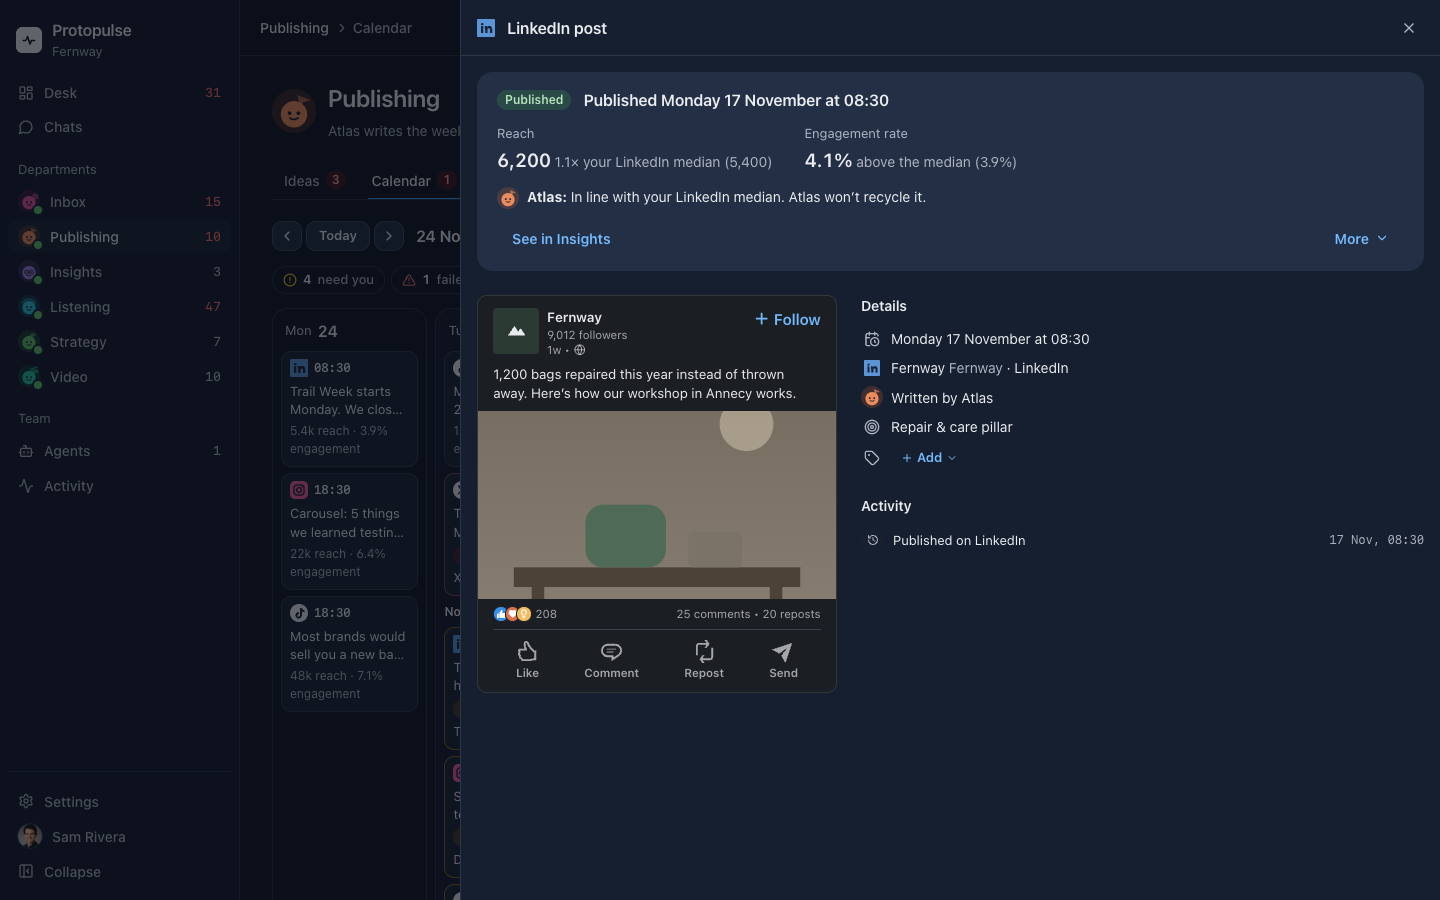 Protopulse
Fernway
Desk 31
Chats
Departments
Inbox 15
Publishing 10
Insights 3
Listening 47
Strategy 7
Video 10
Team
Agents 1
Activity
Settings
Sam Rivera
Collapse
Publishing > Calendar
Publishing
Atlas writes the
Ideas 3
Calendar 1
Today
24 No
4 need you
1 faile
Mon 24
08:30
Trail Week starts
Monday. We clos…
5.4k reach · 3.9%
engagement
18:30
Carousel: 5 things
we learned testin…
22k reach · 6.4%
engagement
18:30
Most brands would
sell you a new ba…
48k reach · 7.1%
engagement
LinkedIn post
Published
Published Monday 17 November at 08:30
Reach
6,200 1.1× your LinkedIn median (5,400)
Engagement rate
4.1% above the median (3.9%)
Atlas: In line with your LinkedIn median. Atlas won’t recycle it.
See in Insights
More
Fernway
9,012 followers
1w •
+ Follow
1,200 bags repaired this year instead of thrown
away. Here’s how our workshop in Annecy works.
208
25 comments • 20 reposts
Like
Comment
Repost
Send
Details
Monday 17 November at 08:30
Fernway Fernway · LinkedIn
Written by Atlas
Repair & care pillar
+ Add
Activity
Published on LinkedIn
17 Nov, 08:30